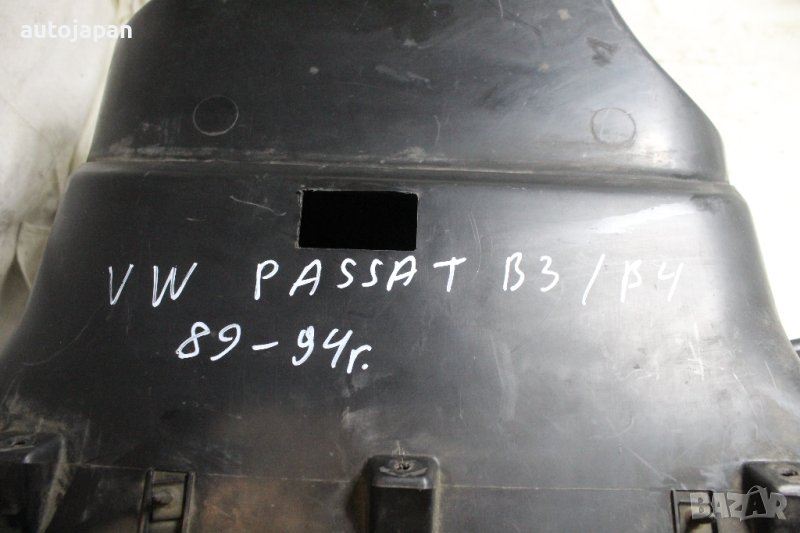 autojapan
VW PASSAT B3/B4
89-94г.
BAZAR